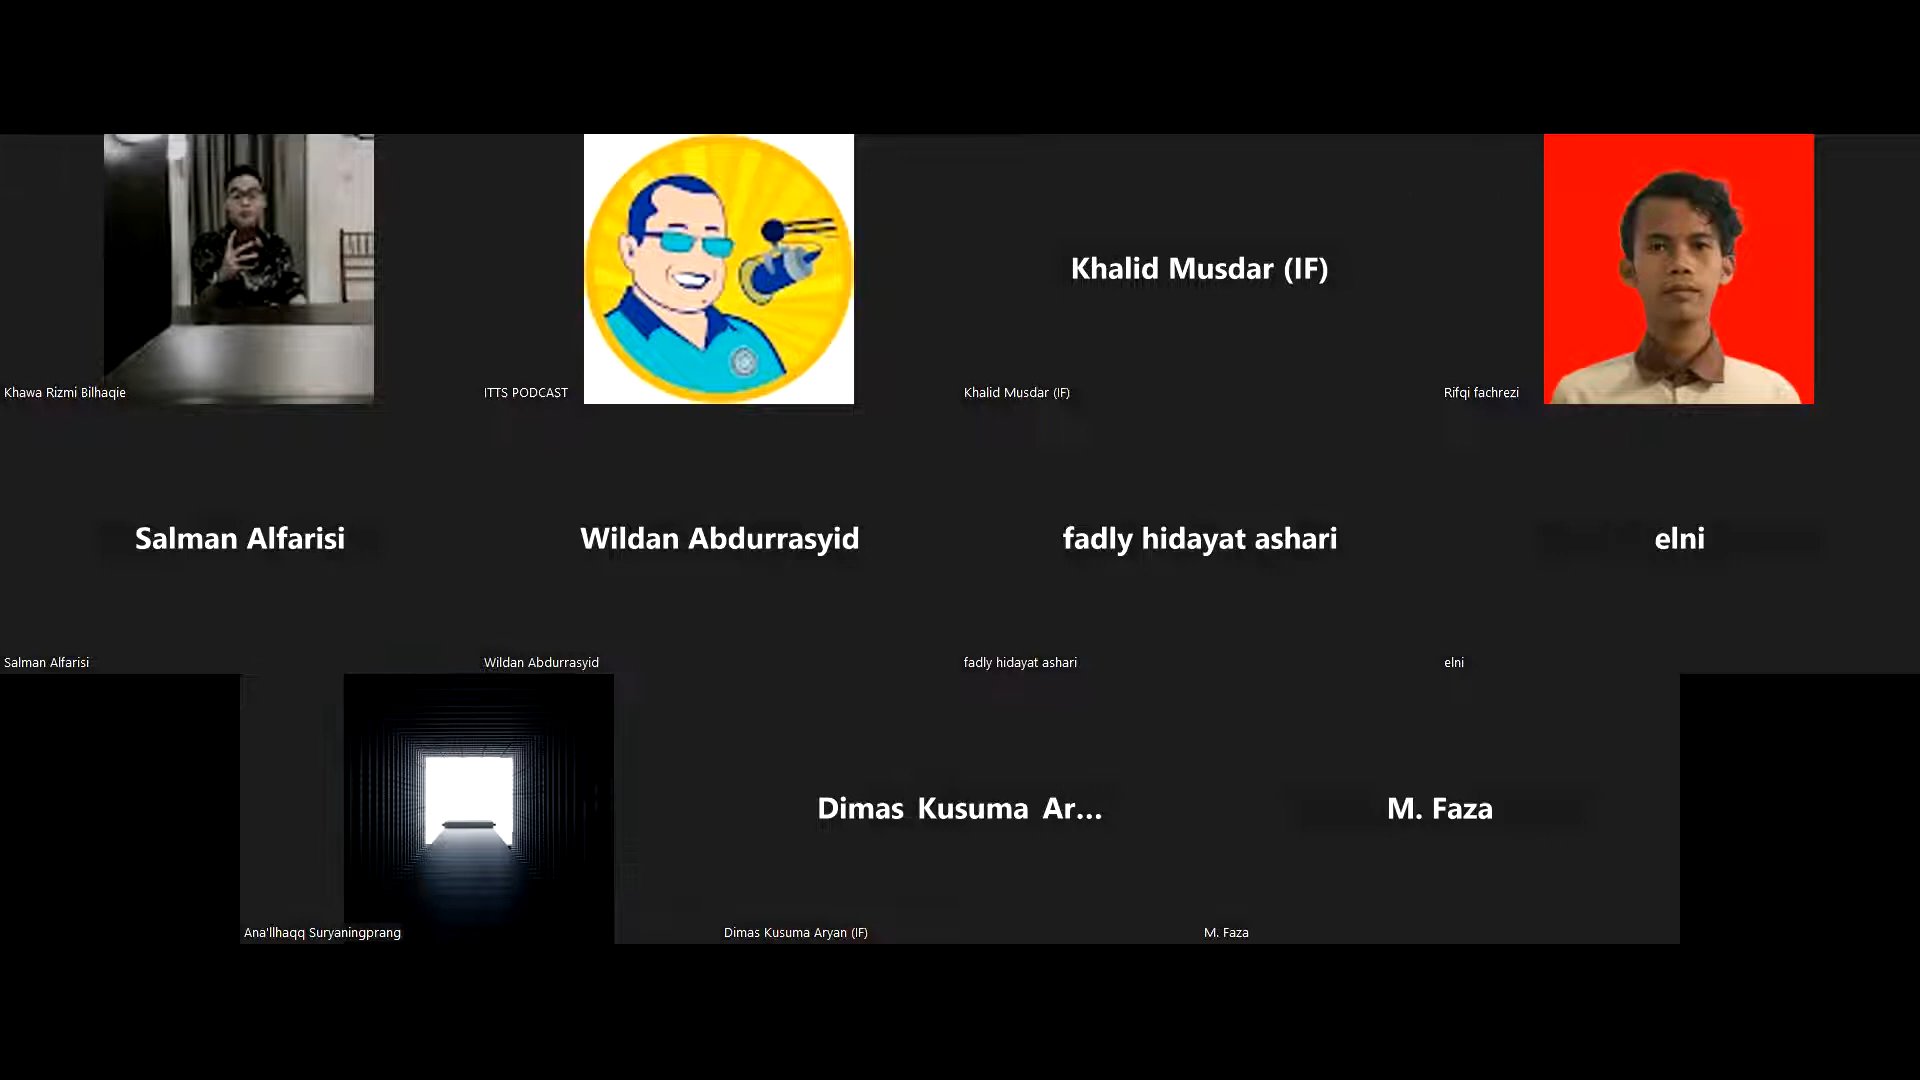 Khawa Rizmi Bilhaqie
ITTS PODCAST
Khalid Musdar (IF)
Khalid Musdar (IF)
Rifqi fachrezi
Salman Alfarisi
Wildan Abdurrasyid
fadly hidayat ashari
elni
Salman Alfarisi
Wildan Abdurrasyid
fadly hidayat ashari
elni
Dimas Kusuma Ar...
M. Faza
Ana'llhaqq Suryaningprang
Dimas Kusuma Aryan (IF)
M. Faza